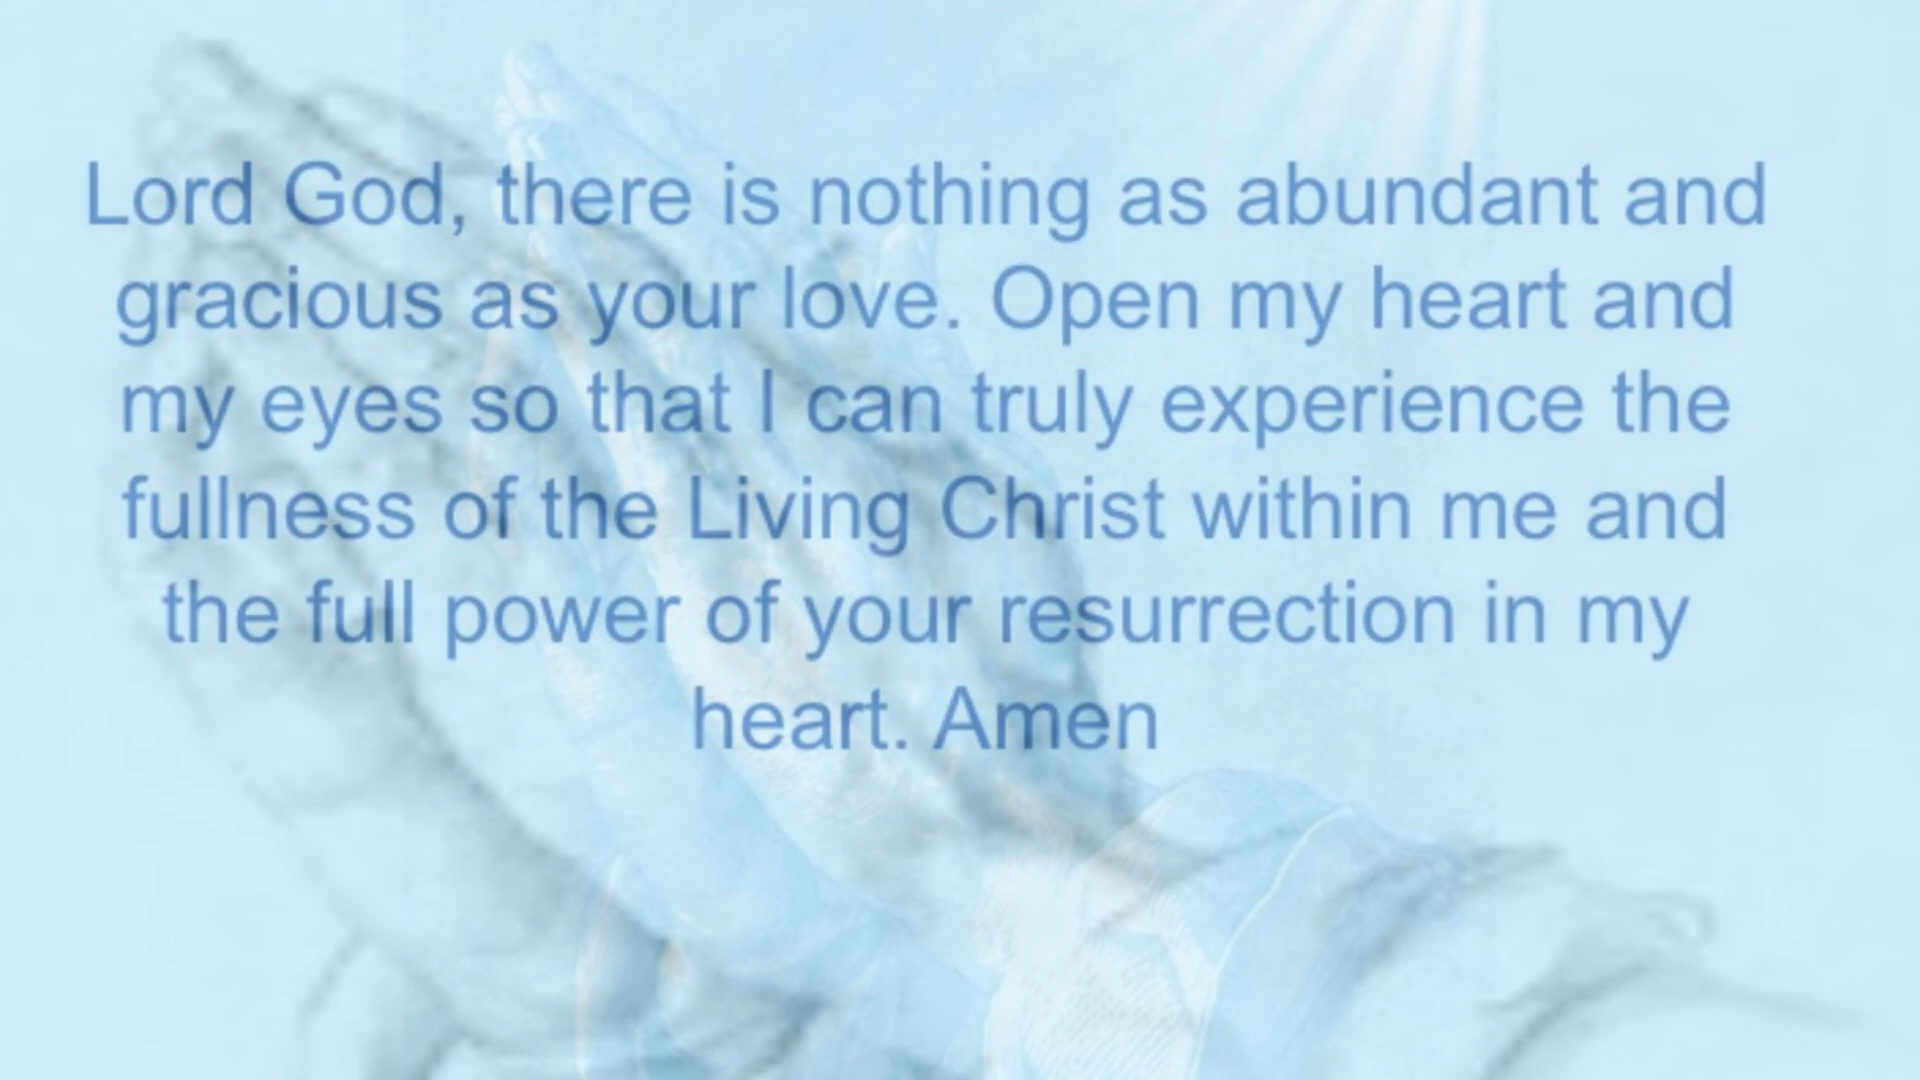 Lord God, there is nothing as abundant and
gracious as your love. Open my heart and
my eyes so that I can truly experience the
fullness of the Living Christ within me and
the full power of your resurrection in my
heart. Amen